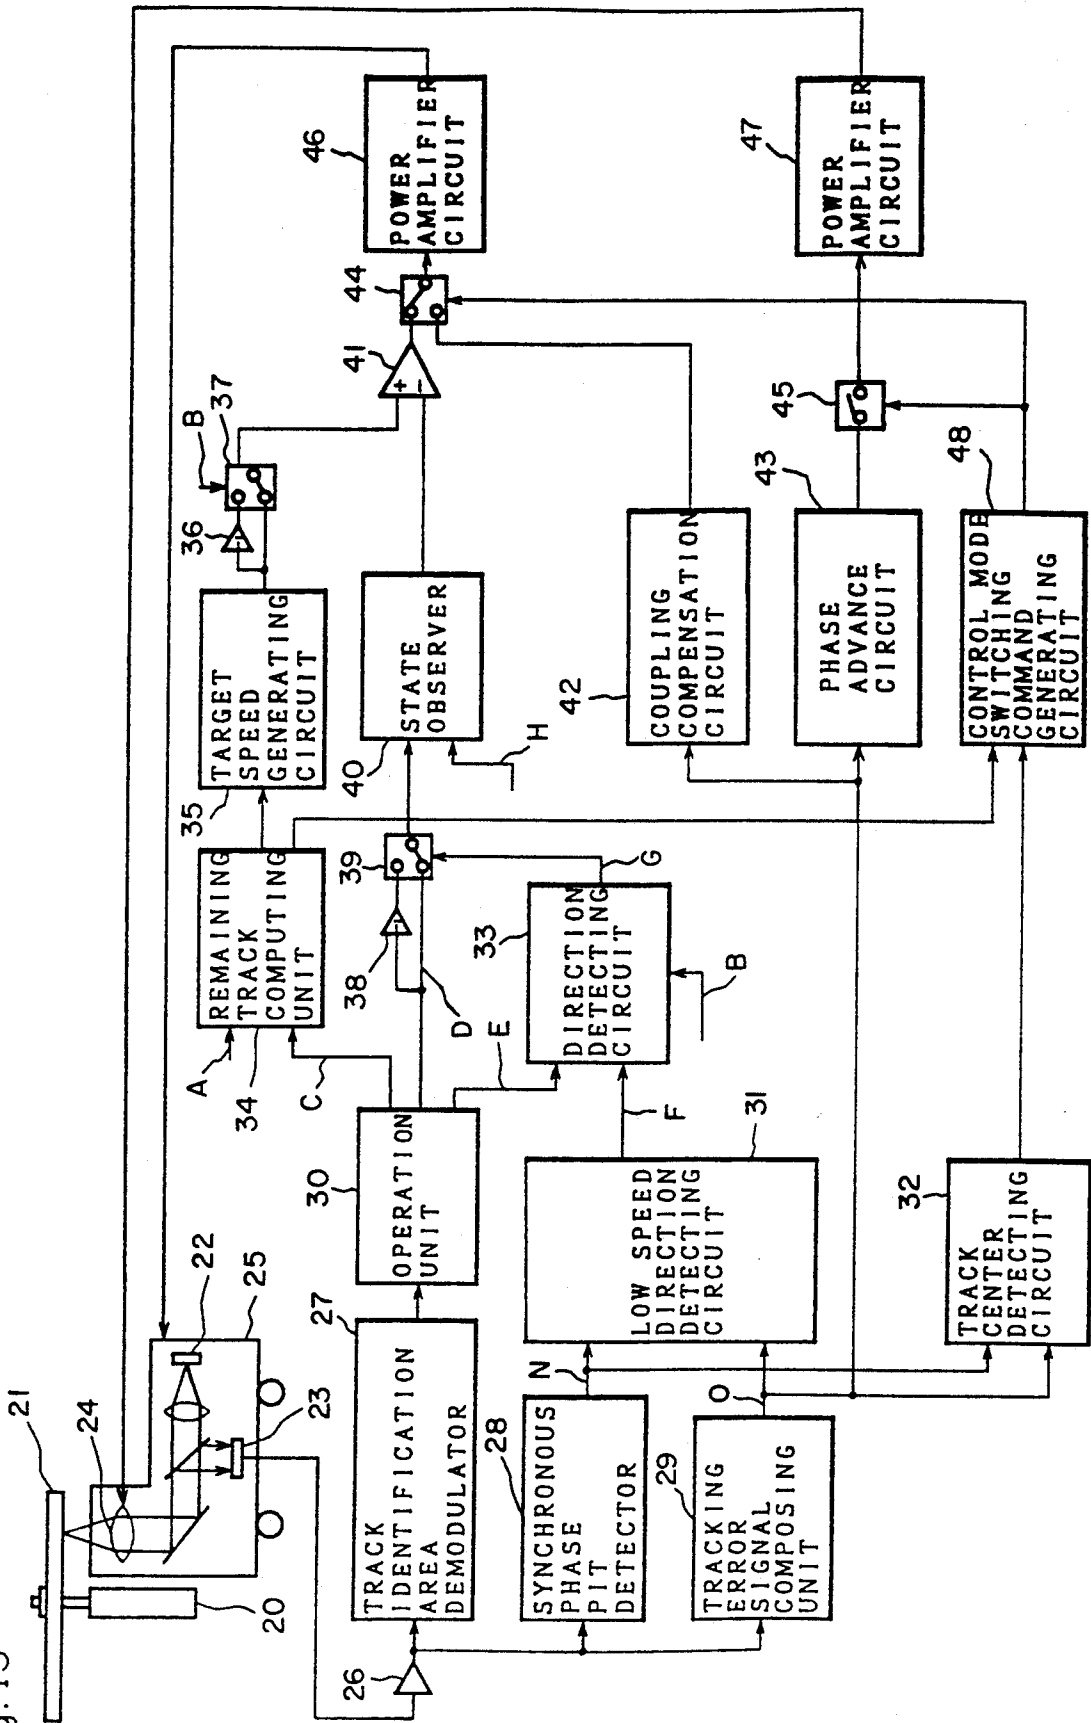 g. 15
21
24
22
25
23
20
26
27
TRACK
IDENTIFICATION
AREA
DEMODULATOR
28
SYNCHRONOUS
PHASE
PIT
DETECTOR
29
TRACKING
ERROR
SIGNAL
COMPOSING
UNIT
N
O
30
OPERATION
UNIT
31
LOW SPEED
DIRECTION
DETECTING
CIRCUIT
32
TRACK
CENTER
DETECTING
CIRCUIT
A
C
D
E
F
34
REMAINING
TRACK
COMPUTING
UNIT
38
39
33
DIRECTION
DETECTING
CIRCUIT
G
B
35
TARGET
SPEED
GENERATING
CIRCUIT
40
STATE
OBSERVER
H
42
COUPLING
COMPENSATION
CIRCUIT
43
PHASE
ADVANCE
CIRCUIT
48
CONTROL MODE
SWITCHING
COMMAND
GENERATING
CIRCUIT
36
B
37
41
+
−
44
45
46
POWER
AMPLIFIER
CIRCUIT
47
POWER
AMPLIFIER
CIRCUIT